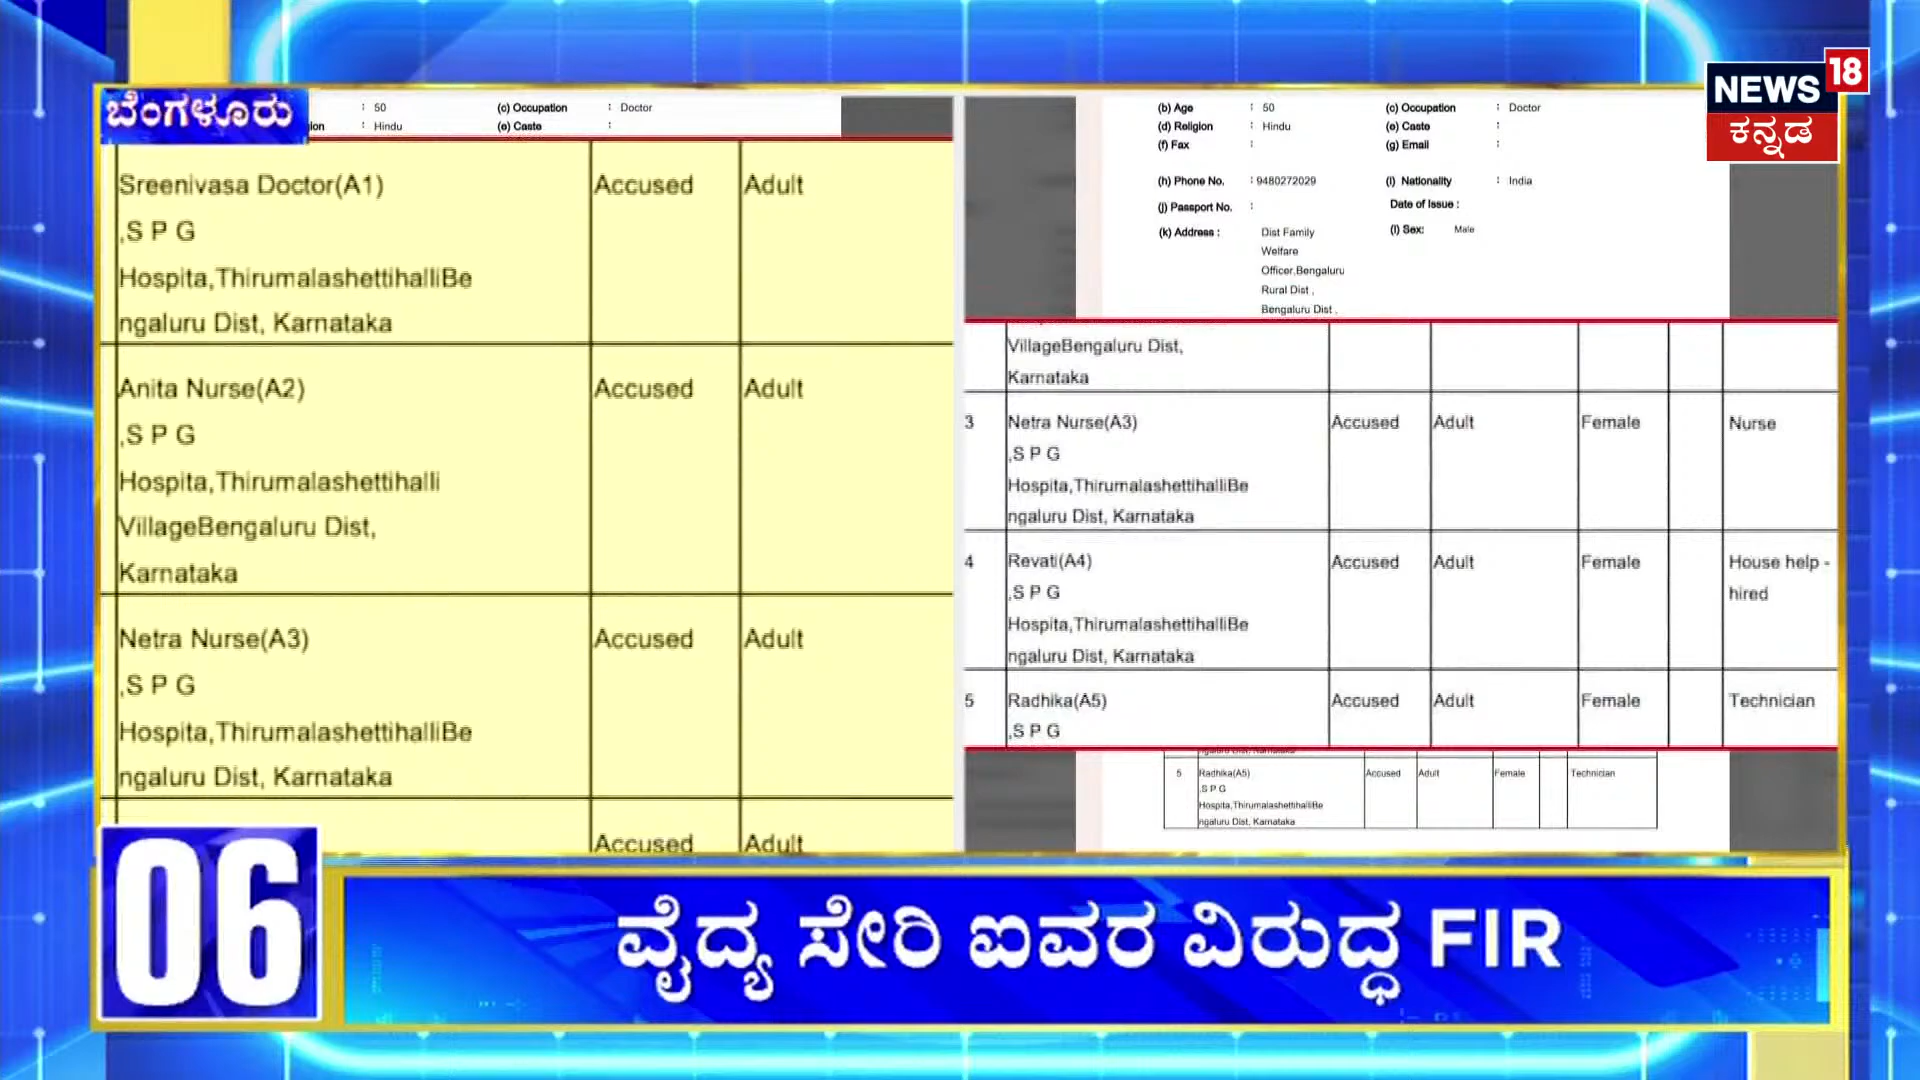 ಬೆಂಗಳೂರು
ion
: 50
(c) Occupation : Doctor
: Hindu
(e) Caste :
Sreenivasa Doctor(A1)
,S P G
Hospita,ThirumalashettihalliBe
ngaluru Dist, Karnataka
Accused
Adult
Anita Nurse(A2)
,S P G
Hospita,Thirumalashettihalli
VillageBengaluru Dist,
Karnataka
Accused
Adult
Netra Nurse(A3)
,S P G
Hospita,ThirumalashettihalliBe
ngaluru Dist, Karnataka
Accused
Adult
Accused
Adult
(b) Age : 50
(c) Occupation : Doctor
(d) Religion : Hindu
(e) Caste :
(f) Fax :
(g) Email :
(h) Phone No. : 9480272029
(i) Nationality : India
(j) Passport No. :
Date of Issue :
(k) Address :
(l) Sex: Male
Dist Family
Welfare
Officer,Bengaluru
Rural Dist ,
Bengaluru Dist ,
VillageBengaluru Dist,
Karnataka
3
Netra Nurse(A3)
,S P G
Hospita,ThirumalashettihalliBe
ngaluru Dist, Karnataka
Accused
Adult
Female
Nurse
4
Revati(A4)
,S P G
Hospita,ThirumalashettihalliBe
ngaluru Dist, Karnataka
Accused
Adult
Female
House help -
hired
5
Radhika(A5)
,S P G
Accused
Adult
Female
Technician
ngaluru Dist, Karnataka
5
Radhika(A5)
,S P G
Hospita,ThirumalashettihalliBe
ngaluru Dist, Karnataka
Accused
Adult
Female
Technician
NEWS 18
ಕನ್ನಡ
06
ವೈದ್ಯ ಸೇರಿ ಐವರ ವಿರುದ್ಧ FIR